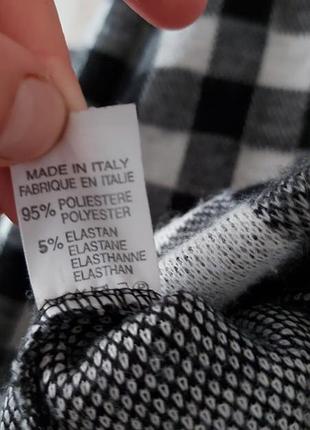 MADE IN ITALY
FABRIQUE EN ITALIE
95% POLIESTERE
POLYESTER
5% ELASTAN
ELASTANE
ELASTHANNE
ELASTHAN